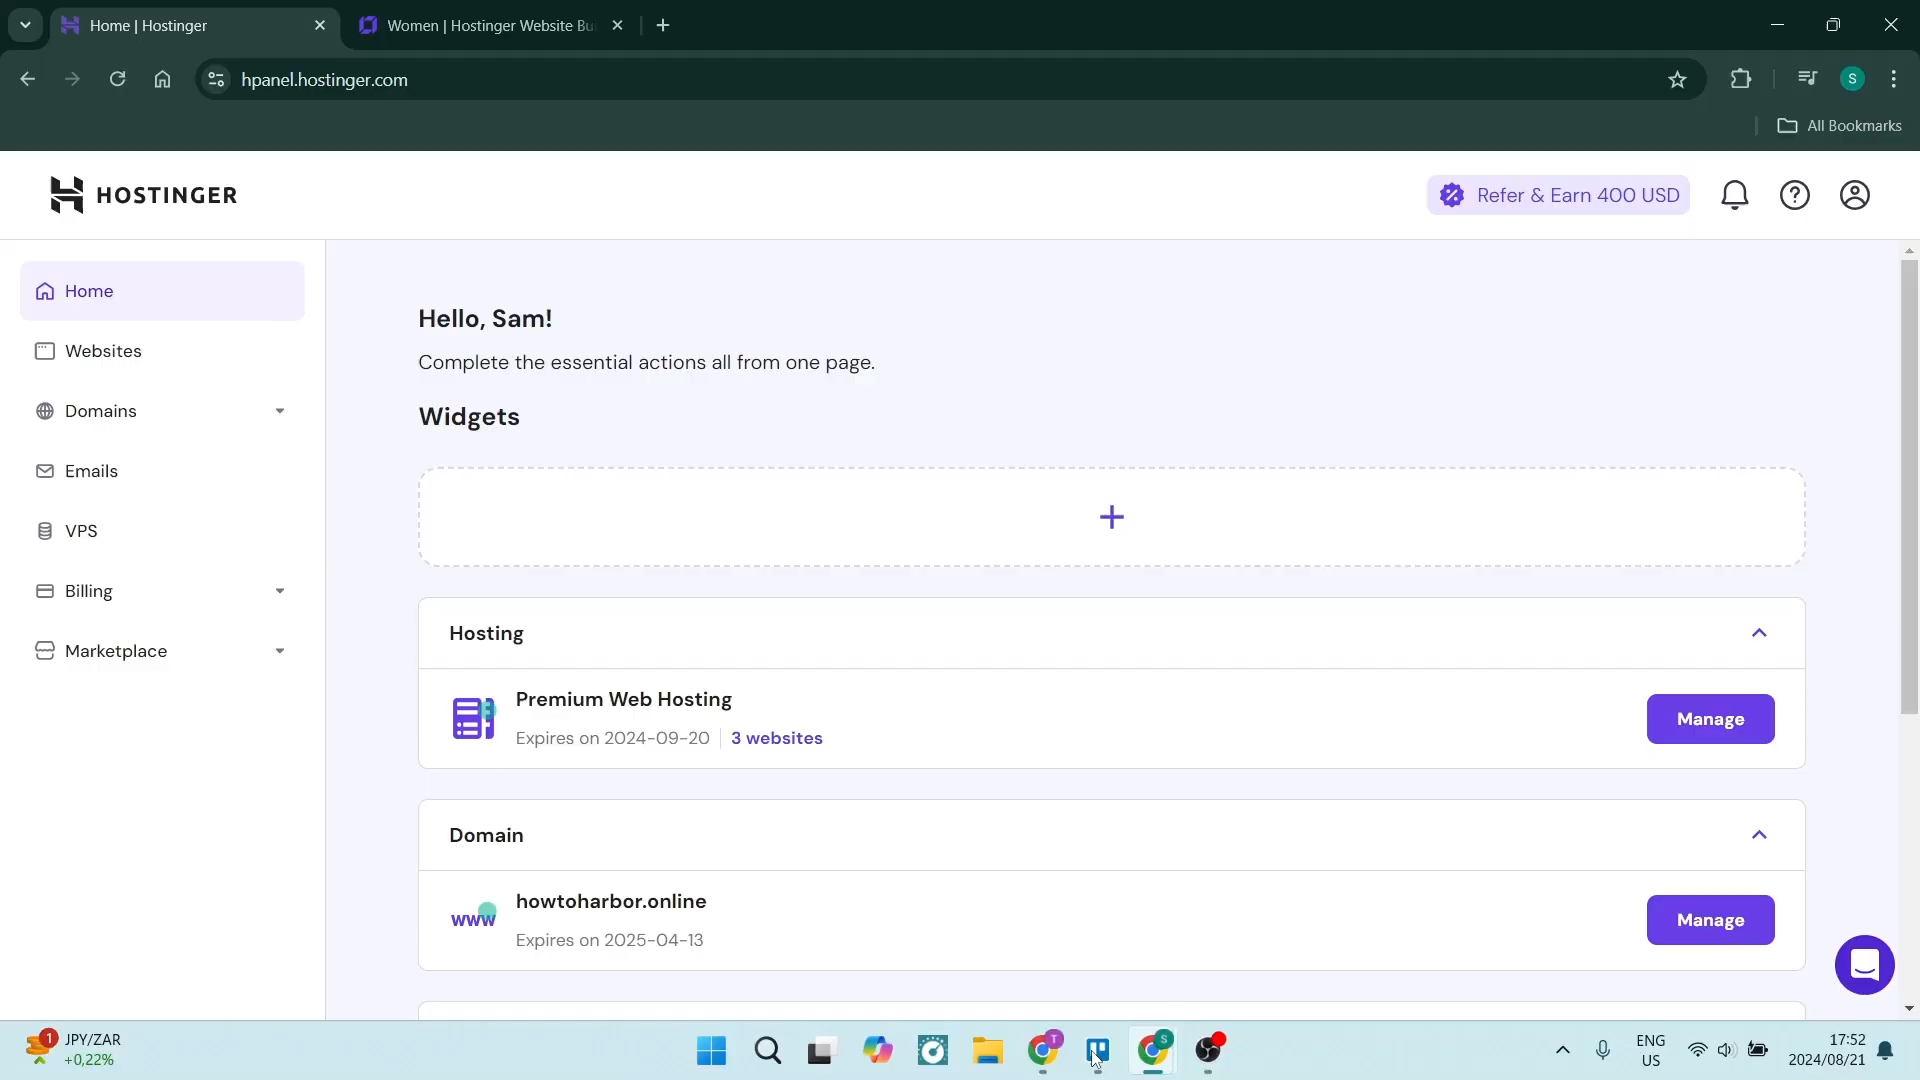 Home | Hostinger
Women | Hostinger Website Bu
hpanel.hostinger.com
S
All Bookmarks
HOSTINGER
Refer & Earn 400 USD
Home
Websites
Domains
Emails
VPS
Billing
Marketplace
Hello, Sam!
Complete the essential actions all from one page.
Widgets
Hosting
Premium Web Hosting
Expires on 2024-09-20
3 websites
Manage
Domain
www
howtoharbor.online
Expires on 2025-04-13
Manage
1
JPY/ZAR
+0,22%
T
S
ENG
US
17:52
2024/08/21